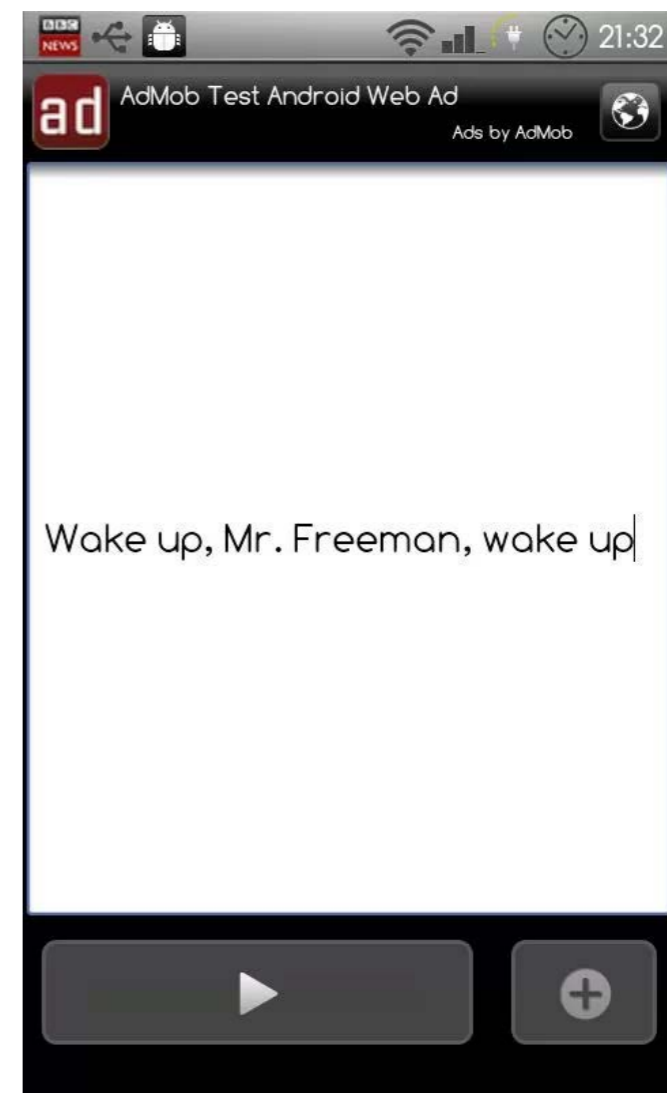 BBC
NEWS
21:32
ad
AdMob Test Android Web Ad
Ads by AdMob
Wake up, Mr. Freeman, wake up